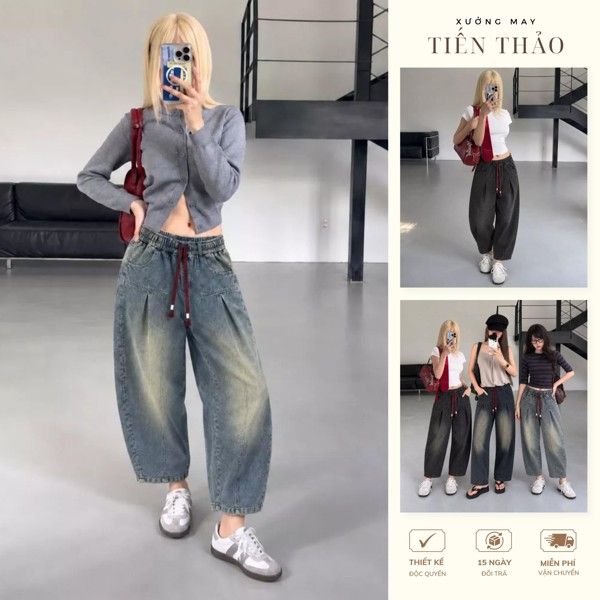 XƯỞNG MAY
TIẾN THẢO
THIẾT KẾ
ĐỘC QUYỀN
15 NGÀY
ĐỔI TRẢ
MIỄN PHÍ
VẬN CHUYỂN